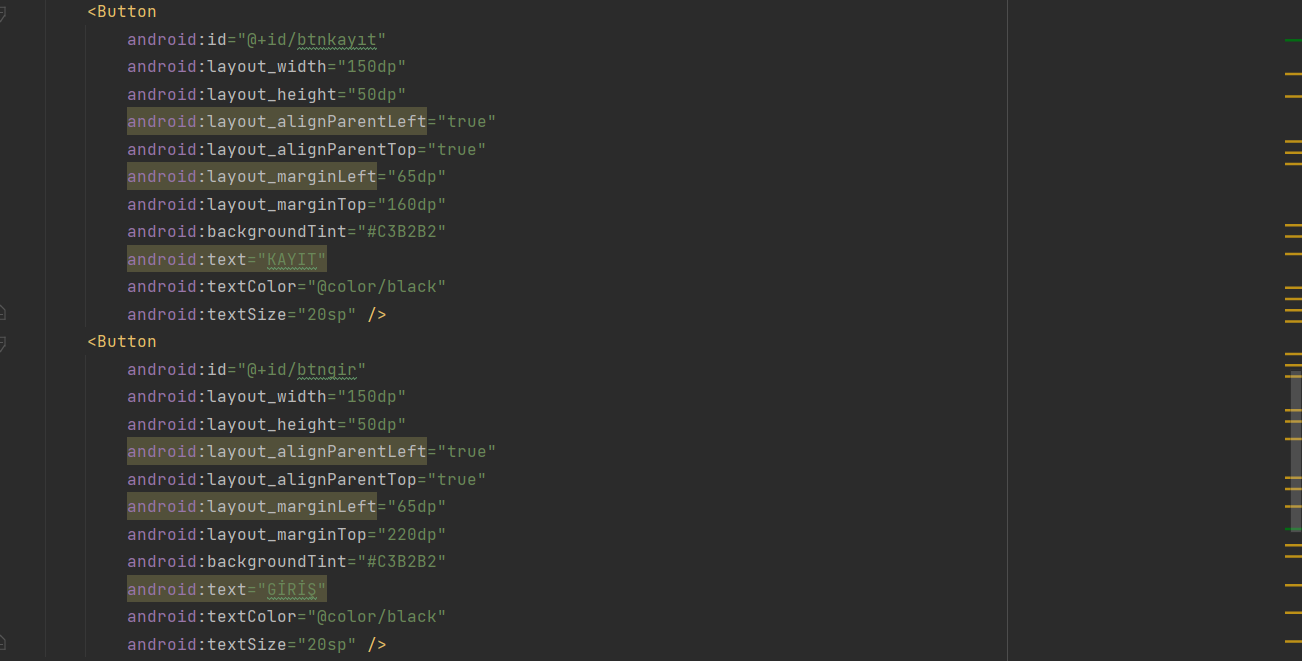 <Button
android:id="@+id/btnkayıt"
android:layout_width="150dp"
android:layout_height="50dp"
android:layout_alignParentLeft="true"
android:layout_alignParentTop="true"
android:layout_marginLeft="65dp"
android:layout_marginTop="160dp"
android:backgroundTint="#C3B2B2"
android:text="KAYIT"
android:textColor="@color/black"
android:textSize="20sp" />
<Button
android:id="@+id/btngir"
android:layout_width="150dp"
android:layout_height="50dp"
android:layout_alignParentLeft="true"
android:layout_alignParentTop="true"
android:layout_marginLeft="65dp"
android:layout_marginTop="220dp"
android:backgroundTint="#C3B2B2"
android:text="GİRİŞ"
android:textColor="@color/black"
android:textSize="20sp" />